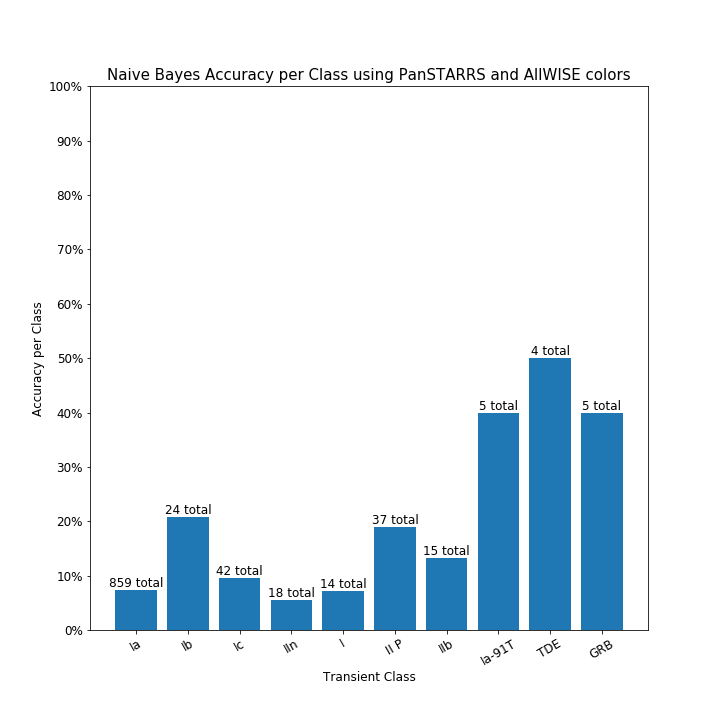 Naive Bayes Accuracy per Class using PanSTARRS and AllWISE colors
100%
90%
80%
70%
60%
50%
40%
30%
20%
10%
0%
Accuracy per Class
859 total
24 total
42 total
18 total
14 total
37 total
15 total
5 total
4 total
5 total
Ia
Ib
Ic
IIn
I
II P
IIb
Ia-91T
TDE
GRB
Transient Class